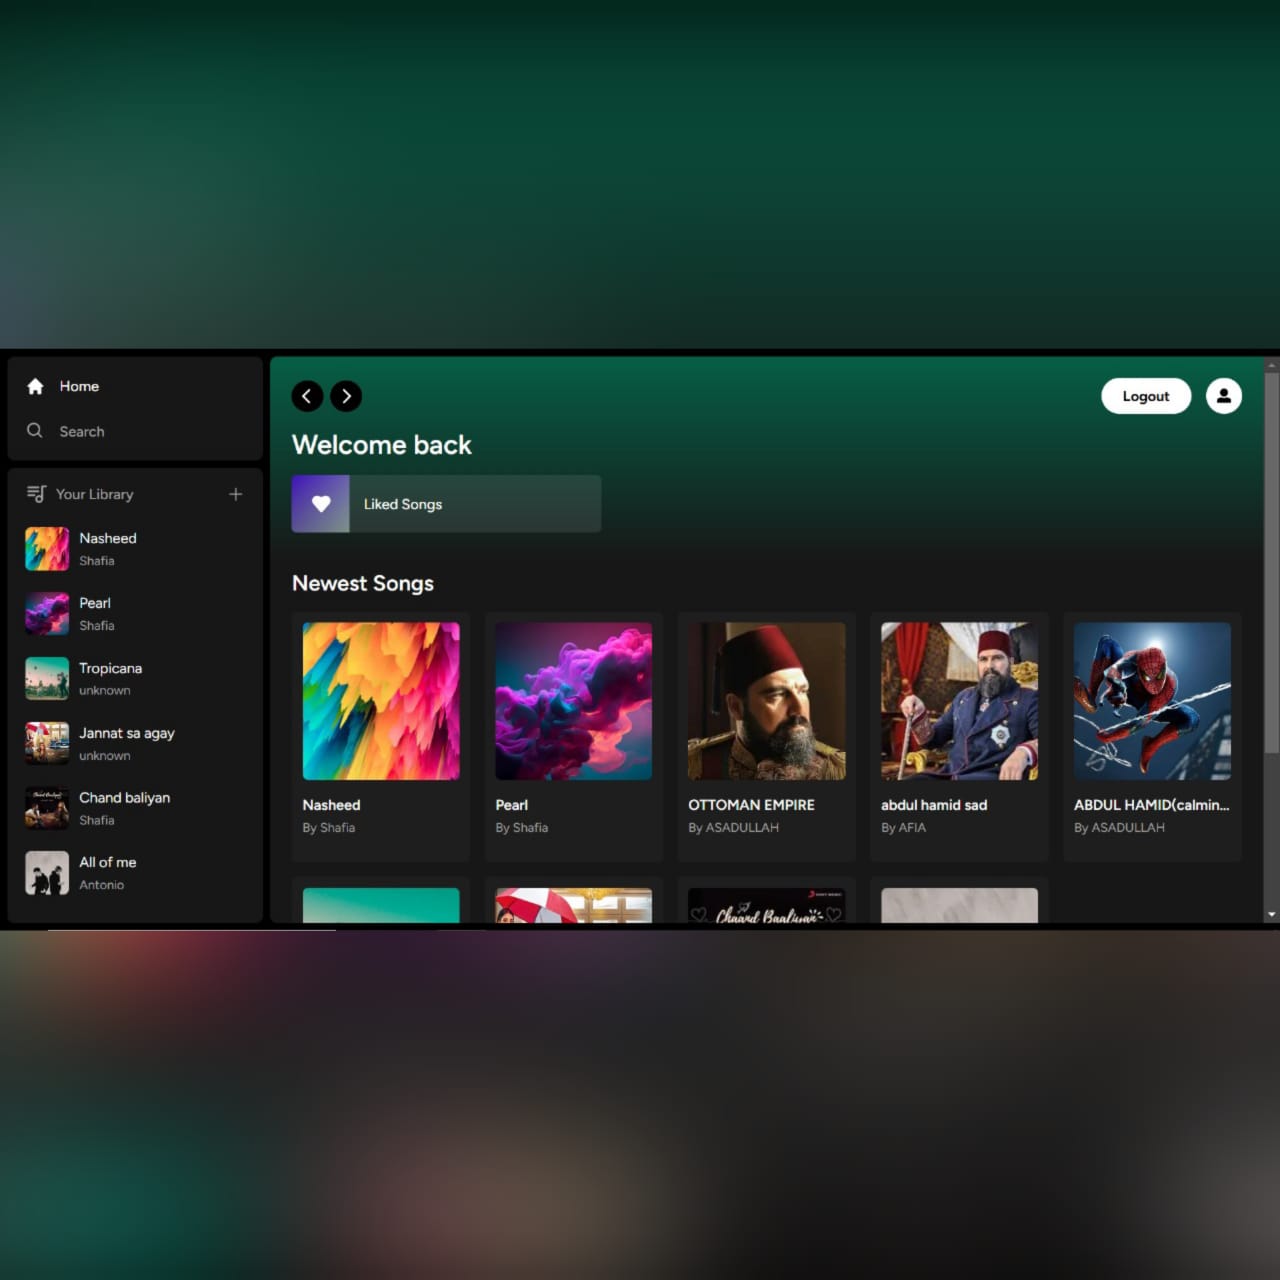 Home
Search
Your Library
Nasheed
Shafia
Pearl
Shafia
Tropicana
unknown
Jannat sa agay
unknown
Chand baliyan
Shafia
All of me
Antonio
Logout
Welcome back
Liked Songs
Newest Songs
Nasheed
By Shafia
Pearl
By Shafia
OTTOMAN EMPIRE
By ASADULLAH
abdul hamid sad
By AFIA
ABDUL HAMID(calmin...
By ASADULLAH
SONY MUSIC
Chaand Baaliyan